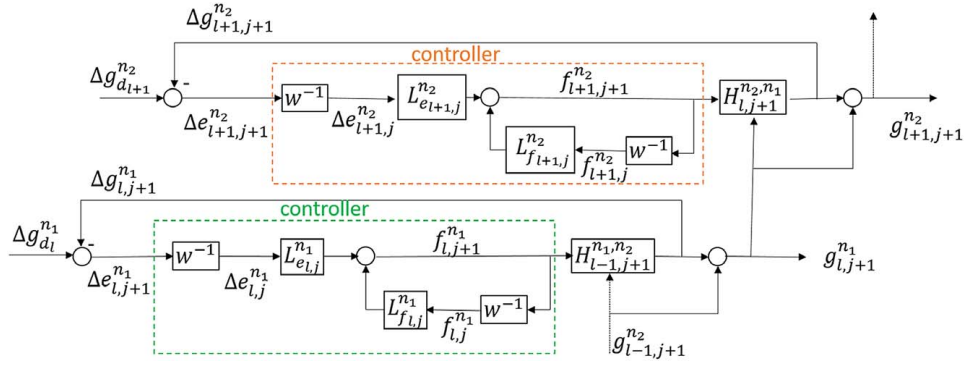 Δg^{n_2}_{l+1,j+1}
controller
Δg^{n_2}_{d_{l+1}}
-
w^{-1}
L^{n_2}_{e_{l+1,j}}
f^{n_2}_{l+1,j+1}
H^{n_2,n_1}_{l,j+1}
Δe^{n_2}_{l+1,j+1}
Δe^{n_2}_{l+1,j}
g^{n_2}_{l+1,j+1}
L^{n_2}_{f_{l+1,j}}
f^{n_2}_{l+1,j}
w^{-1}
Δg^{n_1}_{l,j+1}
controller
Δg^{n_1}_{d_l}
-
w^{-1}
L^{n_1}_{e_{l,j}}
f^{n_1}_{l,j+1}
H^{n_1,n_2}_{l-1,j+1}
g^{n_1}_{l,j+1}
Δe^{n_1}_{l,j+1}
Δe^{n_1}_{l,j}
L^{n_1}_{f_{l,j}}
f^{n_1}_{l,j}
w^{-1}
g^{n_2}_{l-1,j+1}